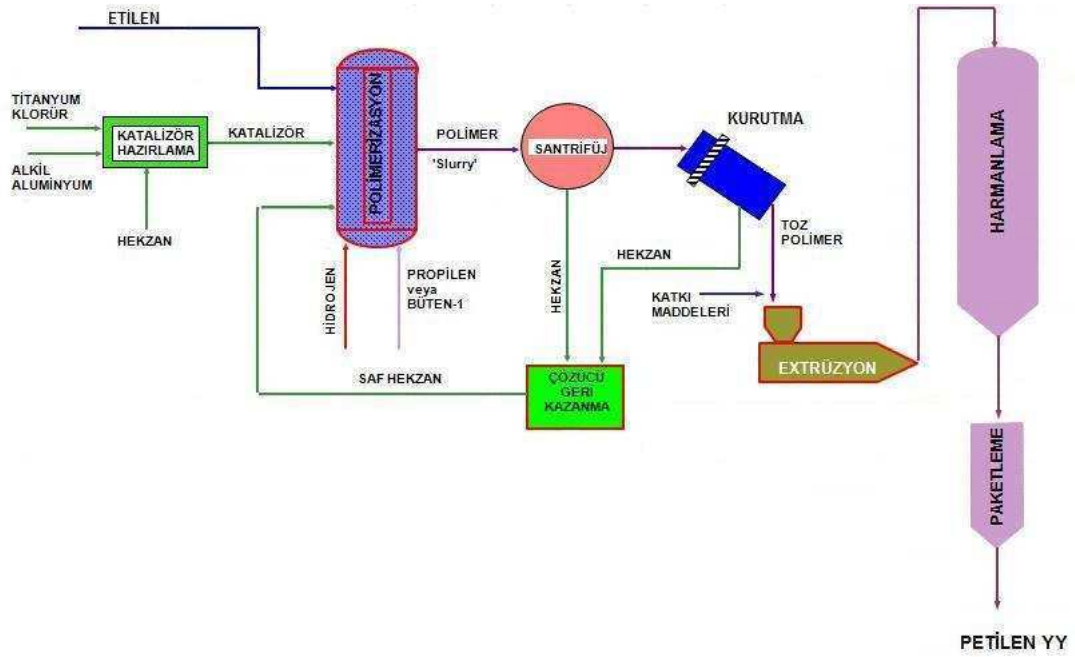 ETİLEN
TİTANYUM
KLORÜR
KATALİZÖR
HAZIRLAMA
KATALİZÖR
ALKİL
ALUMİNYUM
HEKZAN
POLİMERİZASYON
POLİMER
'Slurry'
SANTRİFÜJ
KURUTMA
HARMANLAMA
TOZ
POLİMER
HEKZAN
HEKZAN
HİDROJEN
PROPİLEN
veya
BÜTEN-1
KATKI
MADDELERİ
EXTRÜZYON
SAF HEKZAN
ÇÖZÜCÜ
GERİ
KAZANMA
PAKETLEME
PETİLEN YY